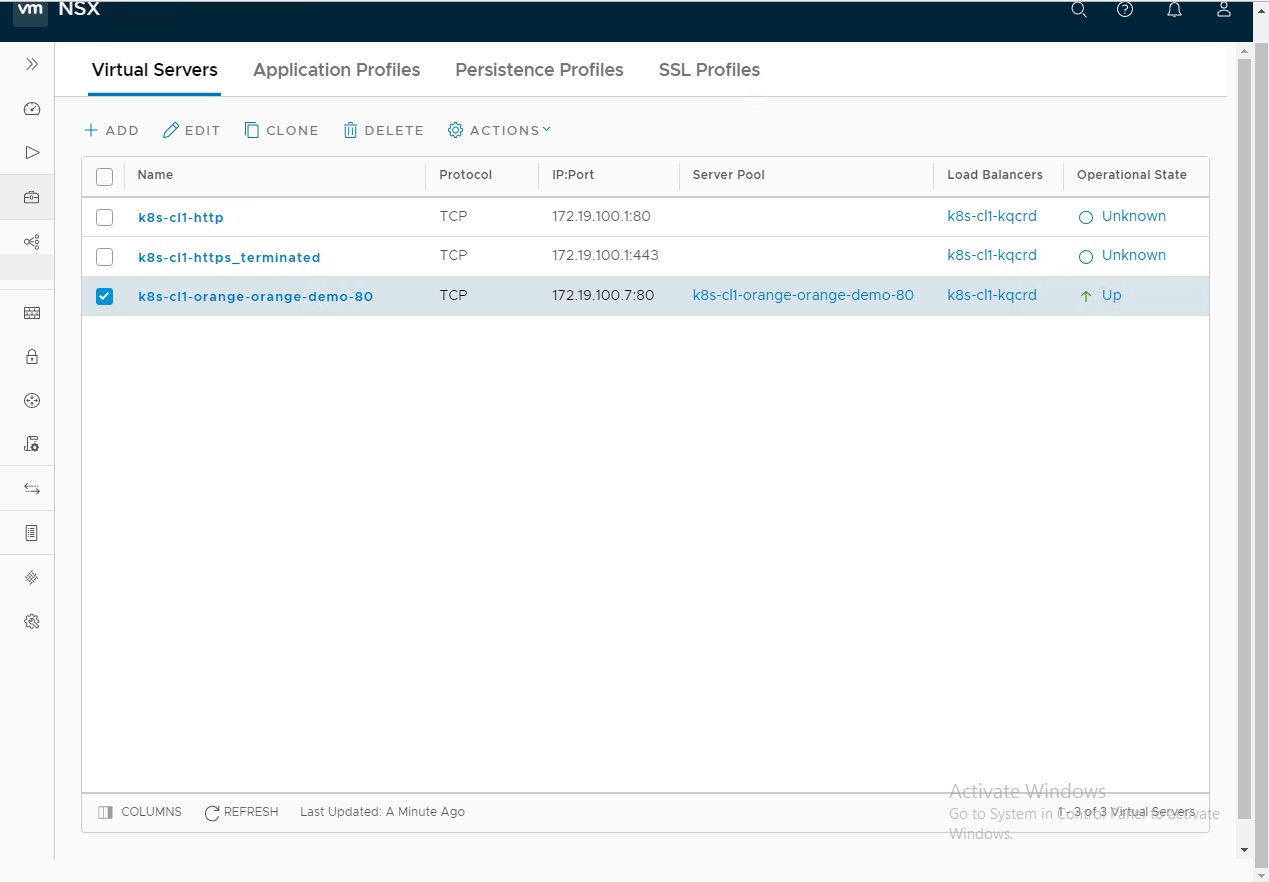 vm NSX
Virtual Servers Application Profiles Persistence Profiles SSL Profiles
ADD EDIT CLONE DELETE ACTIONS
Name Protocol IP:Port Server Pool Load Balancers Operational State
k8s-cl1-http TCP 172.19.100.1:80 k8s-cl1-kqcrd Unknown
k8s-cl1-https_terminated TCP 172.19.100.1:443 k8s-cl1-kqcrd Unknown
k8s-cl1-orange-orange-demo-80 TCP 172.19.100.7:80 k8s-cl1-orange-orange-demo-80 k8s-cl1-kqcrd Up
Activate Windows
COLUMNS REFRESH Last Updated: A Minute Ago 1 - 3 of 3 Virtual Servers
Go to System in Control Panel to activate
Windows.